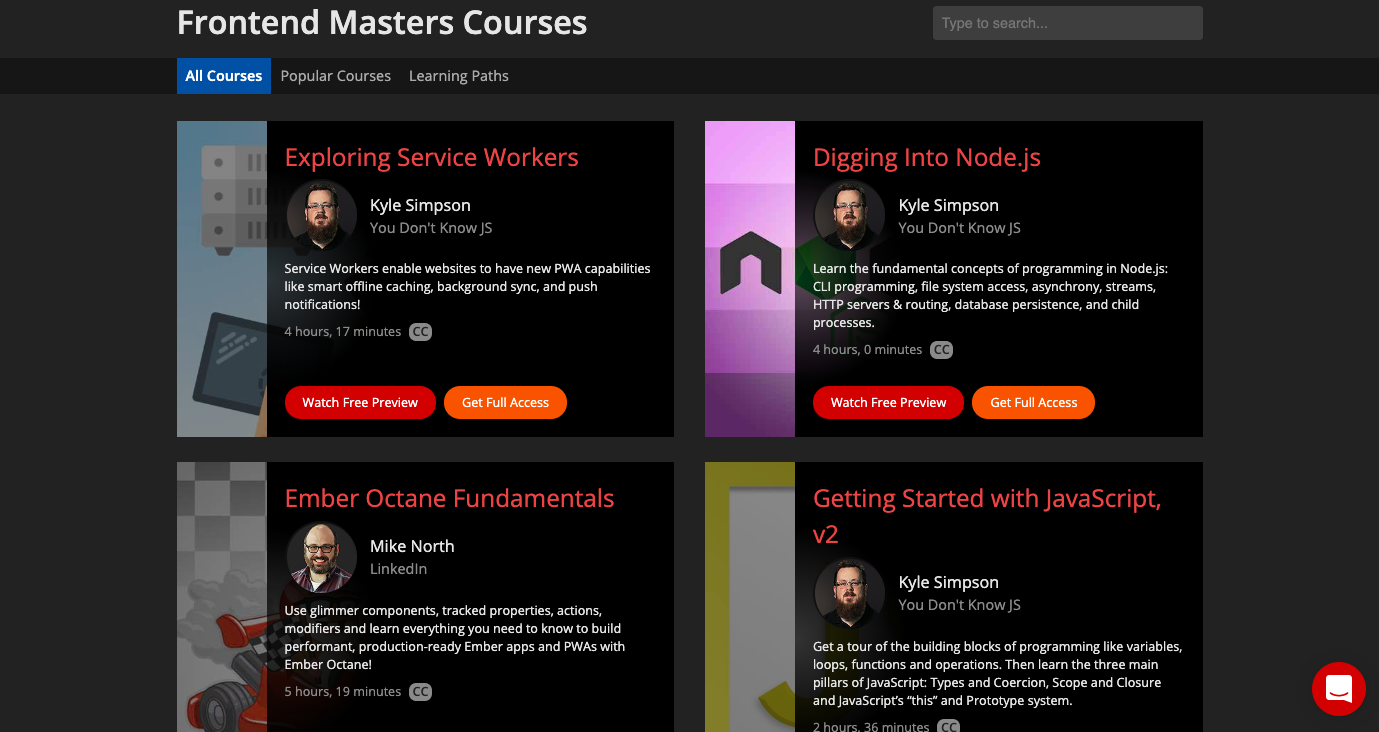 Frontend Masters Courses
Type to search...
All Courses
Popular Courses
Learning Paths
Exploring Service Workers
Kyle Simpson
You Don't Know JS
Service Workers enable websites to have new PWA capabilities
like smart offline caching, background sync, and push
notifications!
4 hours, 17 minutes CC
Watch Free Preview
Get Full Access
Digging Into Node.js
Kyle Simpson
You Don't Know JS
Learn the fundamental concepts of programming in Node.js:
CLI programming, file system access, asynchrony, streams,
HTTP servers & routing, database persistence, and child
processes.
4 hours, 0 minutes CC
Watch Free Preview
Get Full Access
Ember Octane Fundamentals
Mike North
LinkedIn
Use glimmer components, tracked properties, actions,
modifiers and learn everything you need to know to build
performant, production-ready Ember apps and PWAs with
Ember Octane!
5 hours, 19 minutes CC
Getting Started with JavaScript,
v2
Kyle Simpson
You Don't Know JS
Get a tour of the building blocks of programming like variables,
loops, functions and operations. Then learn the three main
pillars of JavaScript: Types and Coercion, Scope and Closure
and JavaScript’s “this” and Prototype system.
2 hours, 36 minutes CC